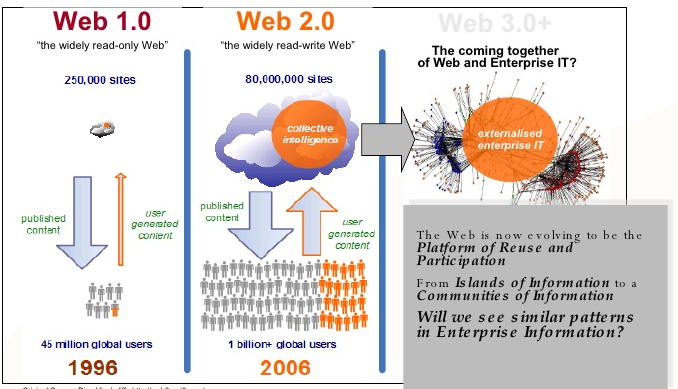 Web 1.0
"the widely read-only Web"
250,000 sites
published
content
user
generated
content
45 million global users
1996
Web 2.0
"the widely read-write Web"
80,000,000 sites
collective
intelligence
published
content
user
generated
content
1 billion+ global users
2006
Web 3.0+
The coming together
of Web and Enterprise IT?
externalised
enterprise IT
The Web is now evolving to be the
Platform of Reuse and
Participation
From Islands of Information to a
Communities of Information
Will we see similar patterns
in Enterprise Information?